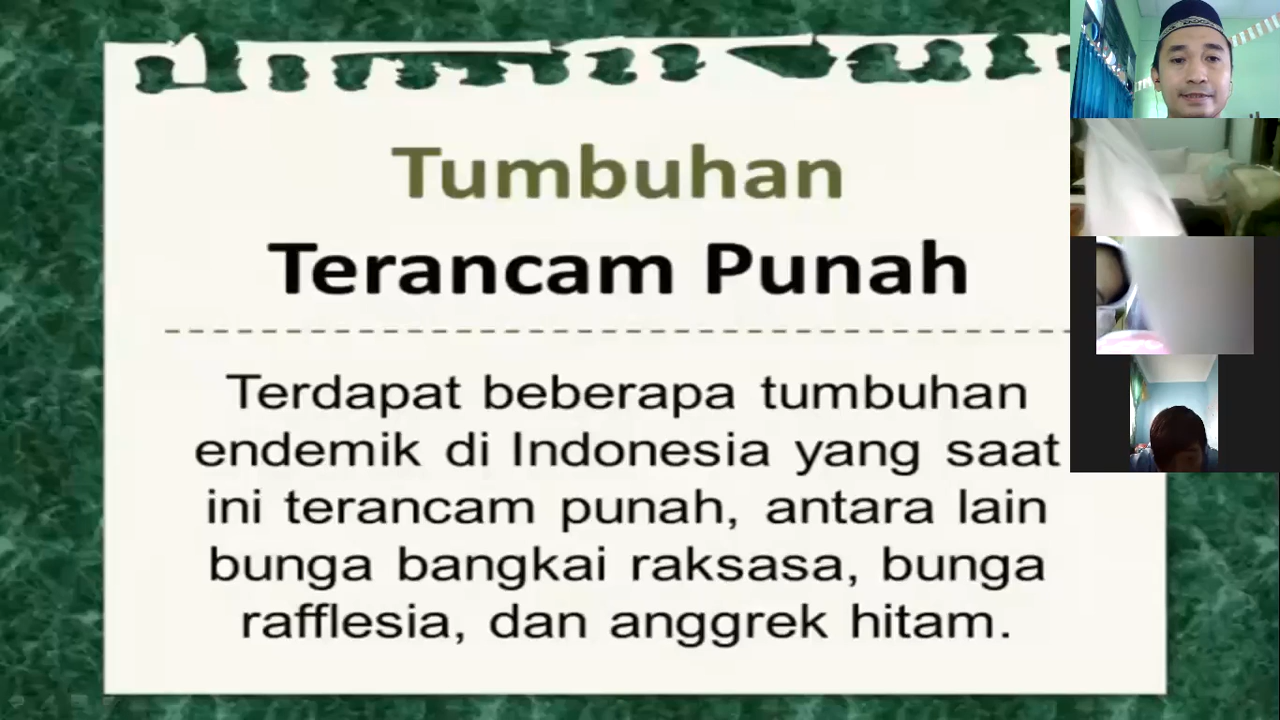 Tumbuhan
Terancam Punah
Terdapat beberapa tumbuhan
endemik di Indonesia yang saat
ini terancam punah, antara lain
bunga bangkai raksasa, bunga
rafflesia, dan anggrek hitam.